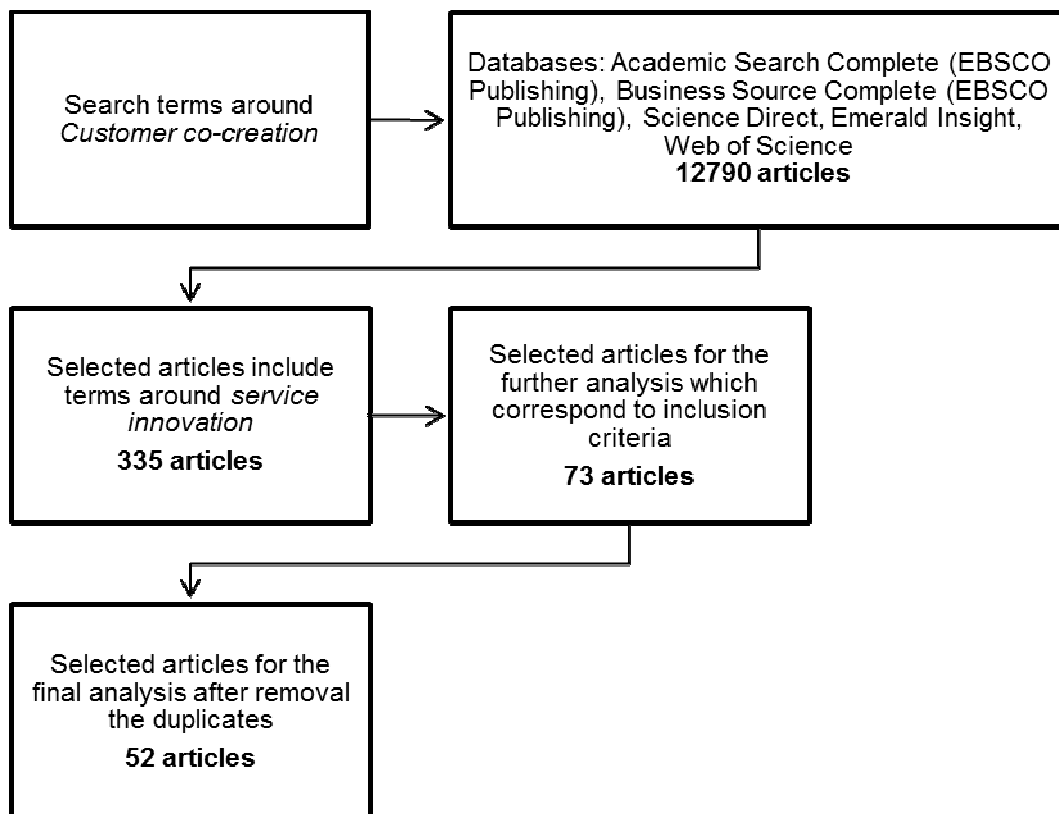 Search terms around
Customer co-creation
Databases: Academic Search Complete (EBSCO
Publishing), Business Source Complete (EBSCO
Publishing), Science Direct, Emerald Insight,
Web of Science
12790 articles
Selected articles include
terms around service
innovation
335 articles
Selected articles for the
further analysis which
correspond to inclusion
criteria
73 articles
Selected articles for the
final analysis after removal
the duplicates
52 articles